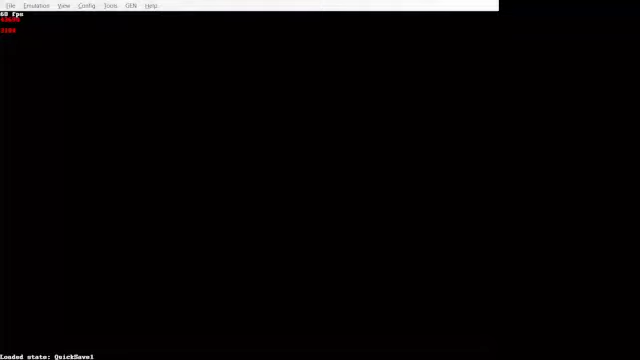 File Emulation View Config Tools GEN Help
60 fps
Loaded state: QuickSave1